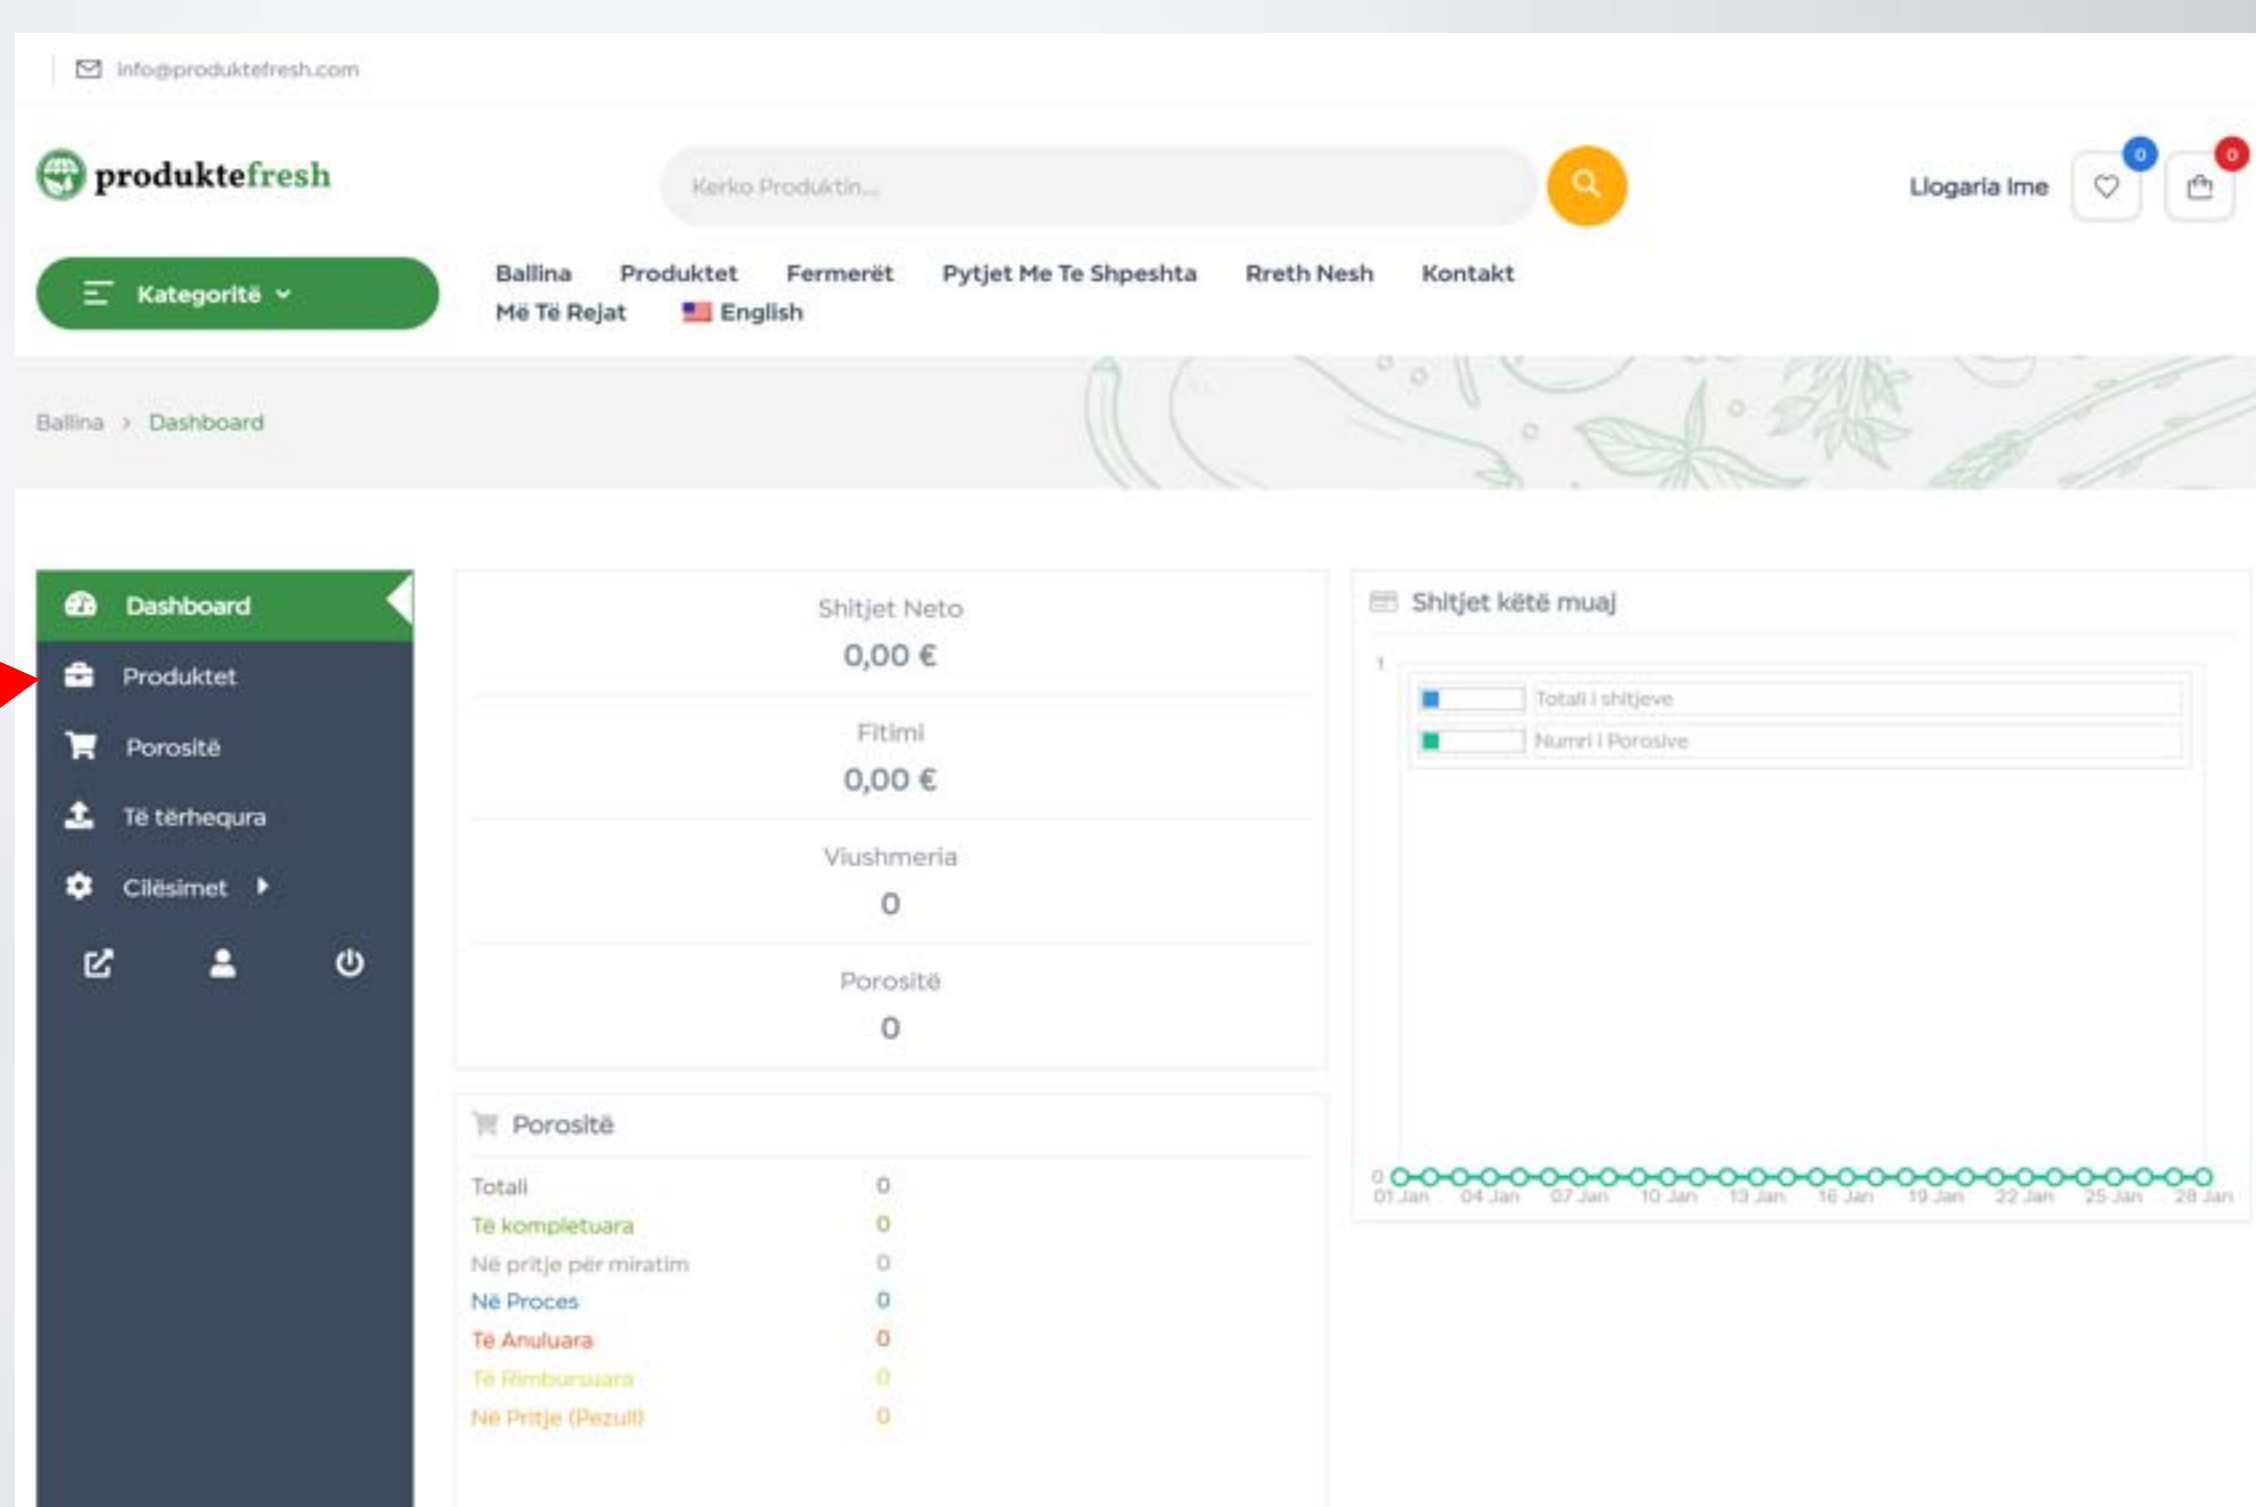 info@produktefresh.com
produktefresh
Kerko Produktin...
Llogaria Ime
0
0
Kategoritë
Ballina Produktet Fermerët Pytjet Me Te Shpeshta Rreth Nesh Kontakt
Më Të Rejat English
Ballina > Dashboard
Dashboard
Produktet
Porositë
Të tërhequra
Cilësimet
Shitjet Neto
0,00 €
Fitimi
0,00 €
Viushmeria
0
Porositë
0
Porositë
Totali 0
Të kompletuara 0
Në pritje për miratim 0
Në Proces 0
Të Anuluara 0
Të Rimbursuara 0
Në Pritje (Pezull) 0
Shitjet këtë muaj
1
Totali i shitjeve
Numri i Porosive
0
01 Jan 04 Jan 07 Jan 10 Jan 13 Jan 16 Jan 19 Jan 22 Jan 25 Jan 28 Jan